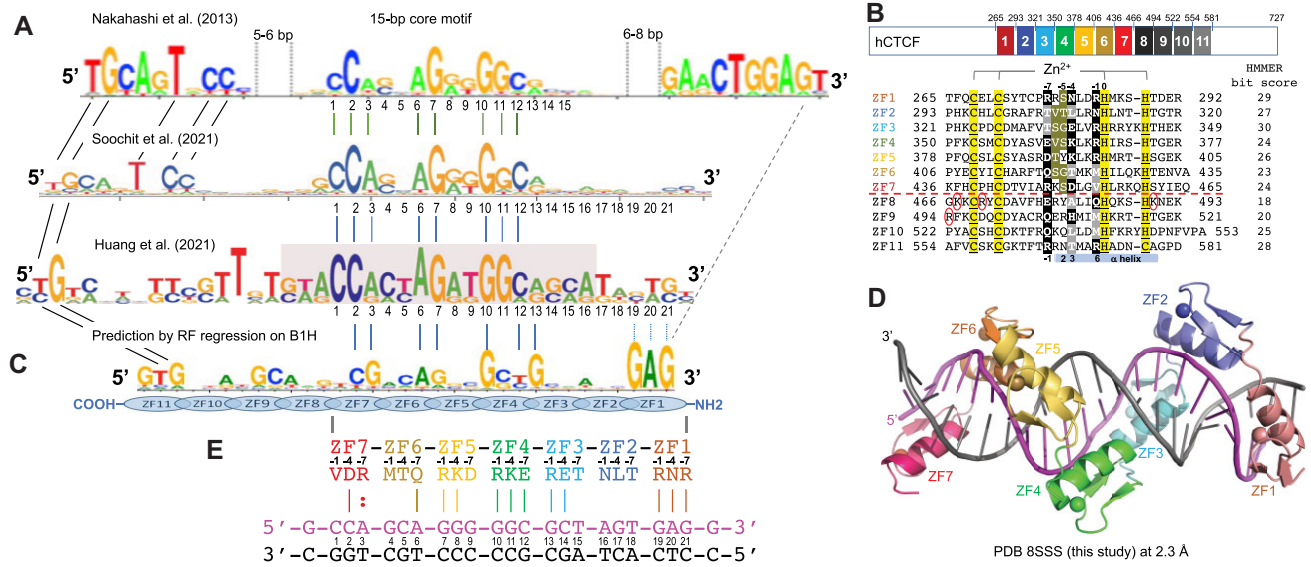 A
Nakahashi et al. (2013)
15-bp core motif
5-6 bp
6-8 bp
5' TGCAGT CC CCAG AGGGGC GAACTGGAGT 3'
1 2 3 4 5 6 7 8 9 10 11 12 13 14 15
Soochit et al. (2021)
5' TGCA T CC CCAG AGGGGC 3'
1 2 3 4 5 6 7 8 9 10 11 12 13 14 15 16 17 18 19 20 21
Huang et al. (2021)
5' 3'
1 2 3 4 5 6 7 8 9 10 11 12 13 14 15 16 17 18 19 20 21
Prediction by RF regression on B1H
C
5' GTG GAG 3'
COOH ZF11 ZF10 ZF9 ZF8 ZF7 ZF6 ZF5 ZF4 ZF3 ZF2 ZF1 NH2
E
ZF7–ZF6–ZF5–ZF4–ZF3–ZF2–ZF1
-1-4-7 -1-4-7 -1-4-7 -1-4-7 -1-4-7 -1-4-7 -1-4-7
VDR MTQ RKD RKE RET NLT RNR
:
5'-G-CCA-GCA-GGG-GGC-GCT-AGT-GAG-G-3'
1 2 3 4 5 6 7 8 9 10 11 12 13 14 15 16 17 18 19 20 21
3'-C-GGT-CGT-CCC-CCG-CGA-TCA-CTC-C-5'
B
265 293 321 350 378 406 436 466 494 522 554 581 727
hCTCF 1 2 3 4 5 6 7 8 9 10 11
Zn2+
HMMER bit score
-7 -5-4 -1 0
ZF1 265 TFQCELCSYTCPRRSNLDRHMKS-HTDER 292 29
ZF2 293 PHKCHLCGRAFRTVTLLRNHLNT-HTGTR 320 27
ZF3 321 PHKCPDCDMAFVTSGELVRHRRYKHTHEK 349 30
ZF4 350 PFKCSMCDYASVEVSKLKRHIRS-HTGER 377 24
ZF5 378 PFQCSLCSYASRDTYKLKRHMRT-HSGEK 405 26
ZF6 406 PYECYICHARFTQSGTMKMHILQKHTENVA 435 23
ZF7 436 KFHCPHCDTVIARKSDLGVHLRKQHSYIEQ 465 24
ZF8 466 GKKCRYCDAVFHERYALIQHQKS-HKNEK 493 18
ZF9 494 RFKCDQCDYACRQERHMIMHKRT-HTGEK 521 20
ZF10 522 PYACSHCDKTFRQKQLLDMHFKRYHDPNFVPA 553 25
ZF11 554 AFVCSKCGKTFTRRNTMARHADNC-AGPD 581 28
-1 2 3 6 α helix
D
3'
5'
ZF6
ZF5
ZF2
ZF7
ZF4
ZF3
ZF1
PDB 8SSS (this study) at 2.3 Å